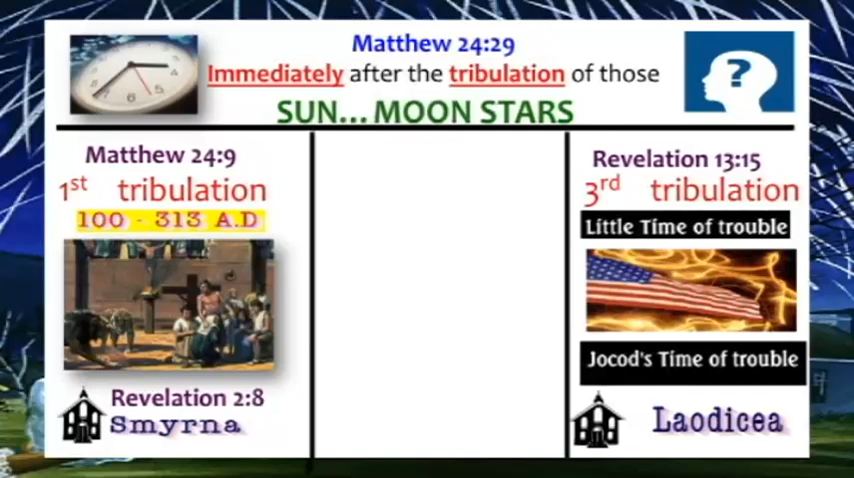 Matthew 24:29
Immediately after the tribulation of those
SUN... MOON STARS
Matthew 24:9
1st tribulation
100 - 313 A.D
Revelation 2:8
Smyrna
Revelation 13:15
3rd tribulation
Little Time of trouble
Jocod's Time of trouble
Laodicea